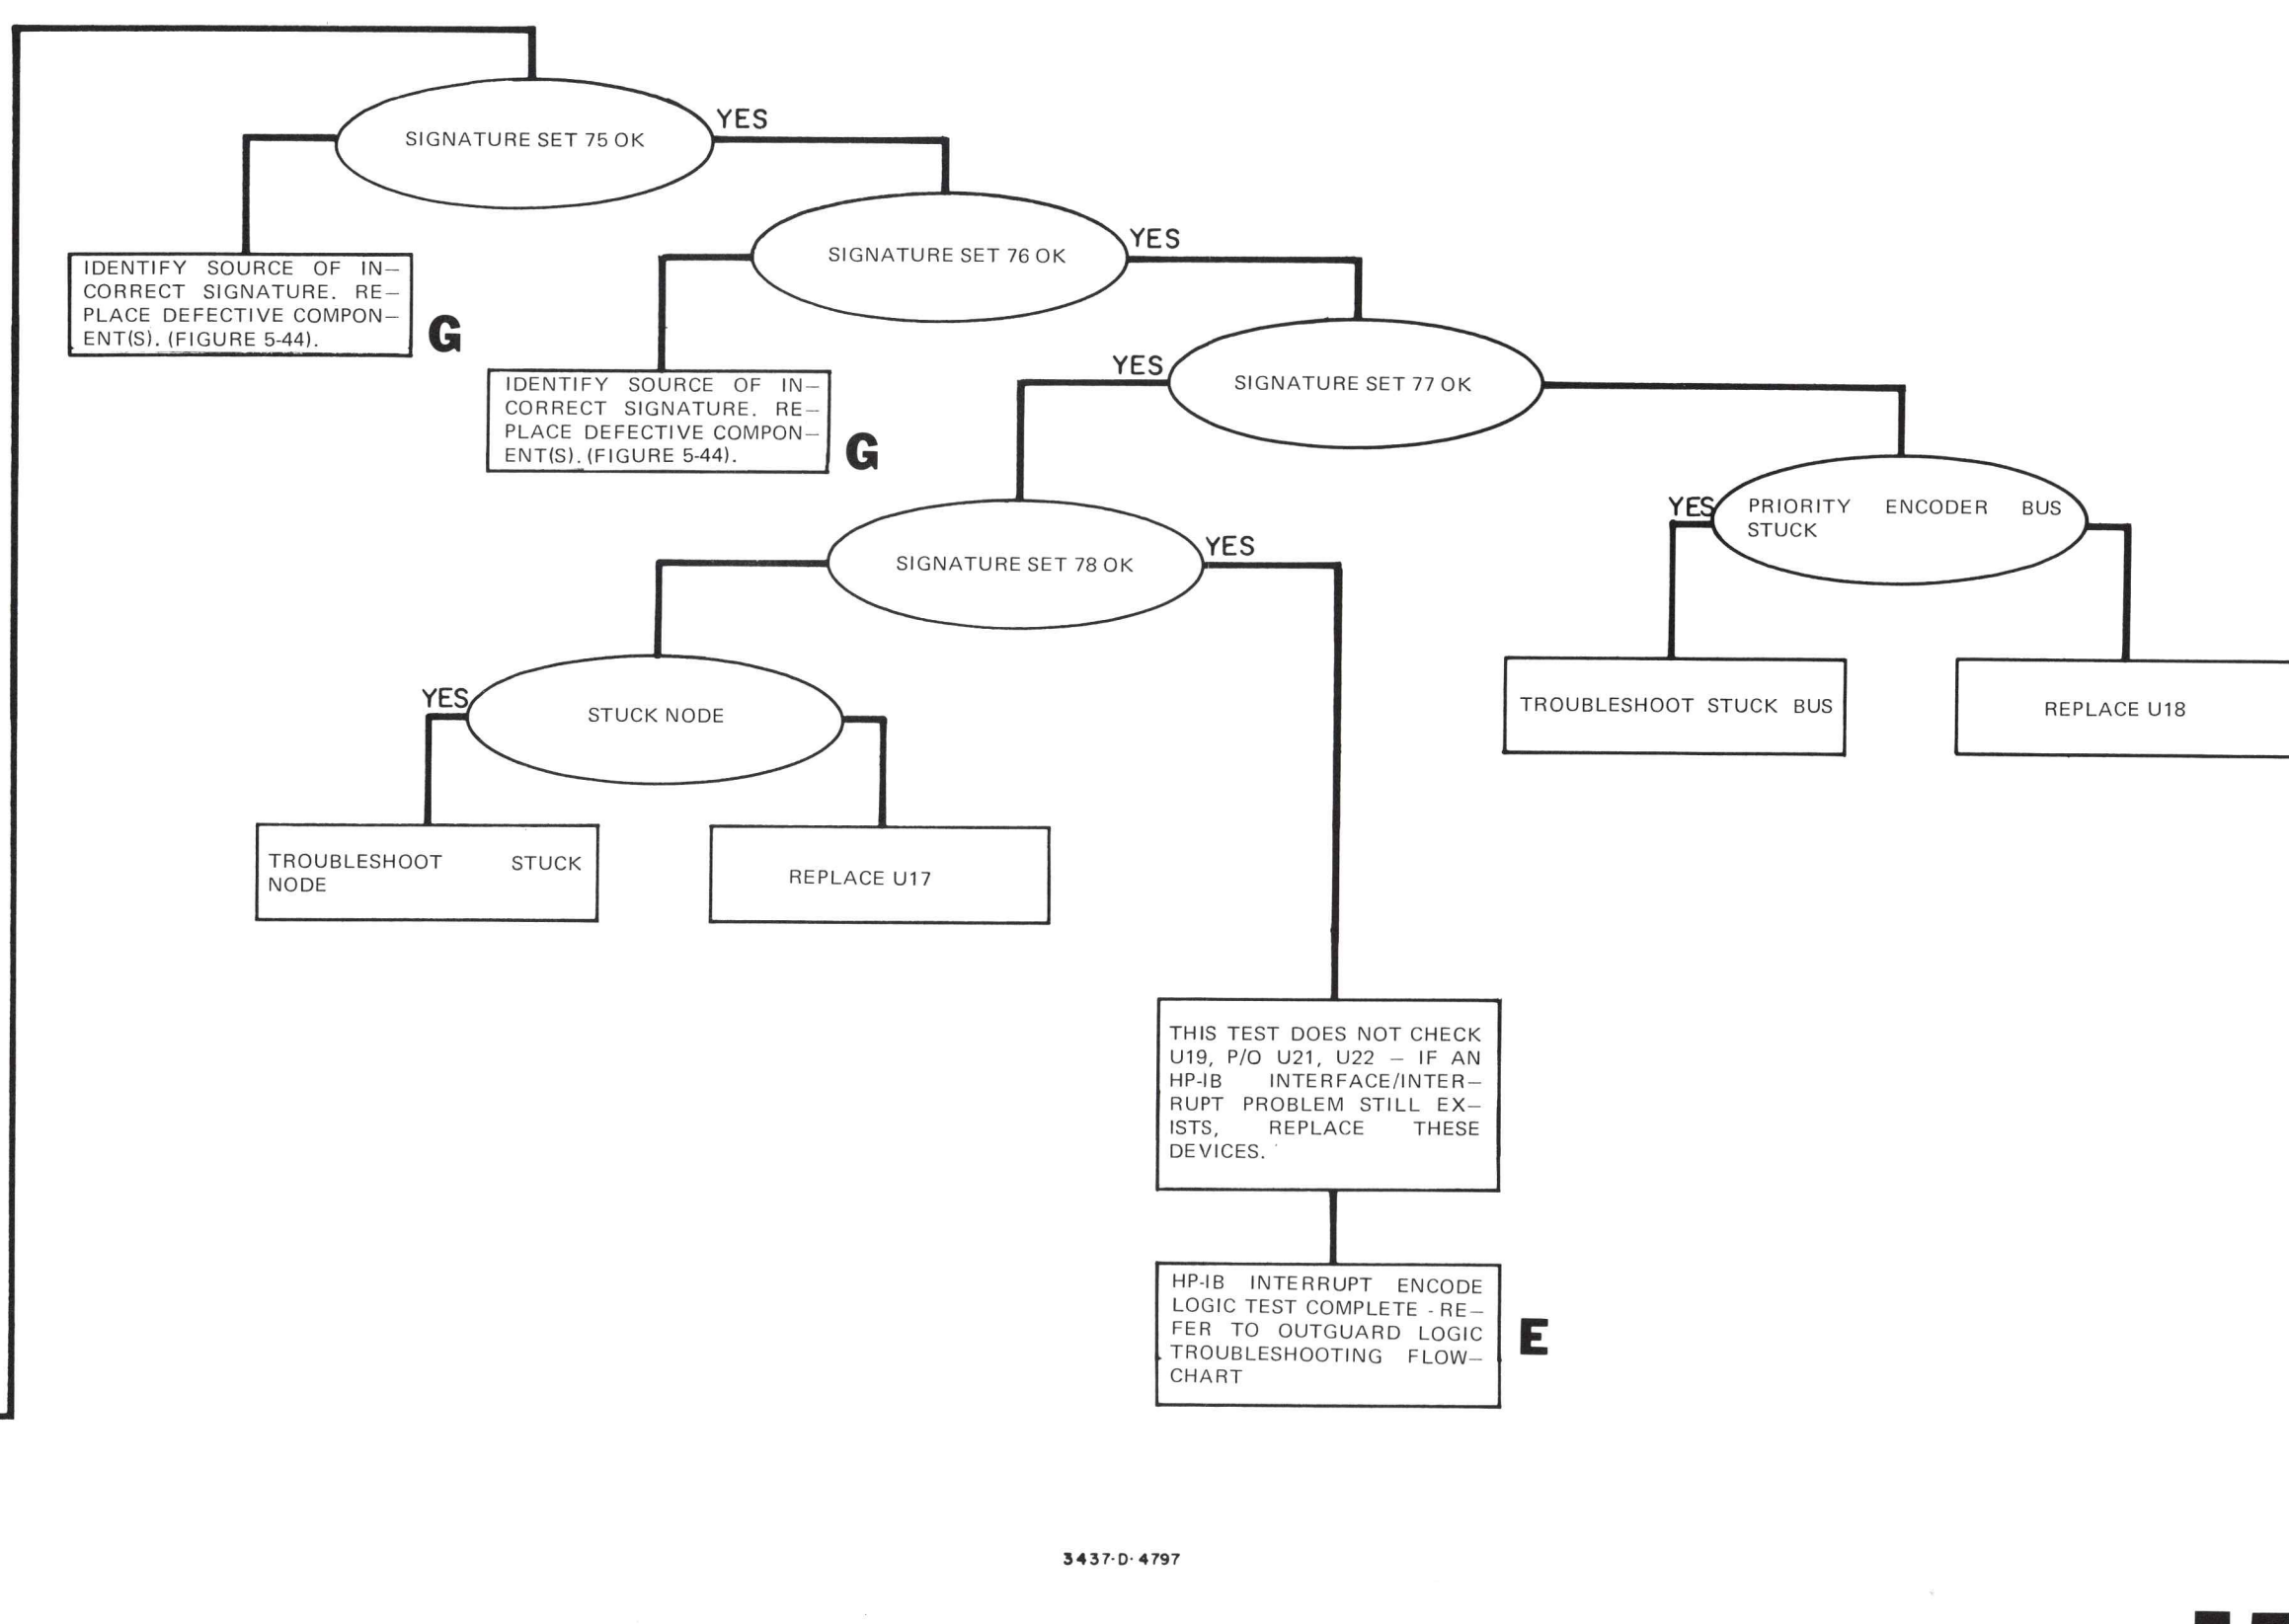 YES
SIGNATURE SET 75 OK
YES
SIGNATURE SET 76 OK
IDENTIFY SOURCE OF IN—
CORRECT SIGNATURE. RE—
PLACE DEFECTIVE COMPON—
ENT(S). (FIGURE 5-44).
G
YES
SIGNATURE SET 77 OK
IDENTIFY SOURCE OF IN—
CORRECT SIGNATURE. RE—
PLACE DEFECTIVE COMPON—
ENT(S). (FIGURE 5-44).
G
YES
PRIORITY ENCODER BUS
STUCK
YES
SIGNATURE SET 78 OK
YES
STUCK NODE
TROUBLESHOOT STUCK BUS
REPLACE U18
TROUBLESHOOT STUCK
NODE
REPLACE U17
THIS TEST DOES NOT CHECK
U19, P/O U21, U22 — IF AN
HP-IB INTERFACE/INTER—
RUPT PROBLEM STILL EX—
ISTS, REPLACE THESE
DEVICES.
HP-IB INTERRUPT ENCODE
LOGIC TEST COMPLETE - RE—
FER TO OUTGUARD LOGIC
TROUBLESHOOTING FLOW—
CHART
E
3437-D-4797